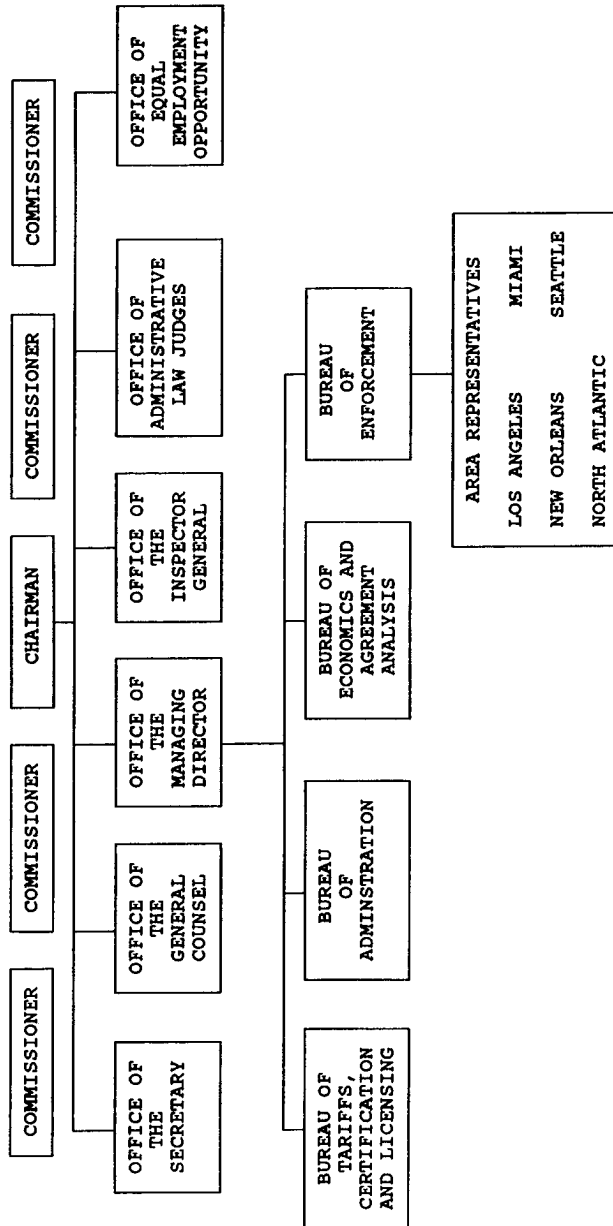 COMMISSIONER
COMMISSIONER
CHAIRMAN
COMMISSIONER
COMMISSIONER
OFFICE OF
THE
SECRETARY
OFFICE OF
THE
GENERAL
COUNSEL
OFFICE OF
THE
MANAGING
DIRECTOR
OFFICE OF
THE
INSPECTOR
GENERAL
OFFICE OF
ADMINISTRATIVE
LAW JUDGES
OFFICE OF
EQUAL
EMPLOYMENT
OPPORTUNITY
BUREAU OF
TARIFFS,
CERTIFICATION
AND LICENSING
BUREAU
OF
ADMINSTRATION
BUREAU OF
ECONOMICS AND
AGREEMENT
ANALYSIS
BUREAU
OF
ENFORCEMENT
AREA REPRESENTATIVES
LOS ANGELES MIAMI
NEW ORLEANS SEATTLE
NORTH ATLANTIC